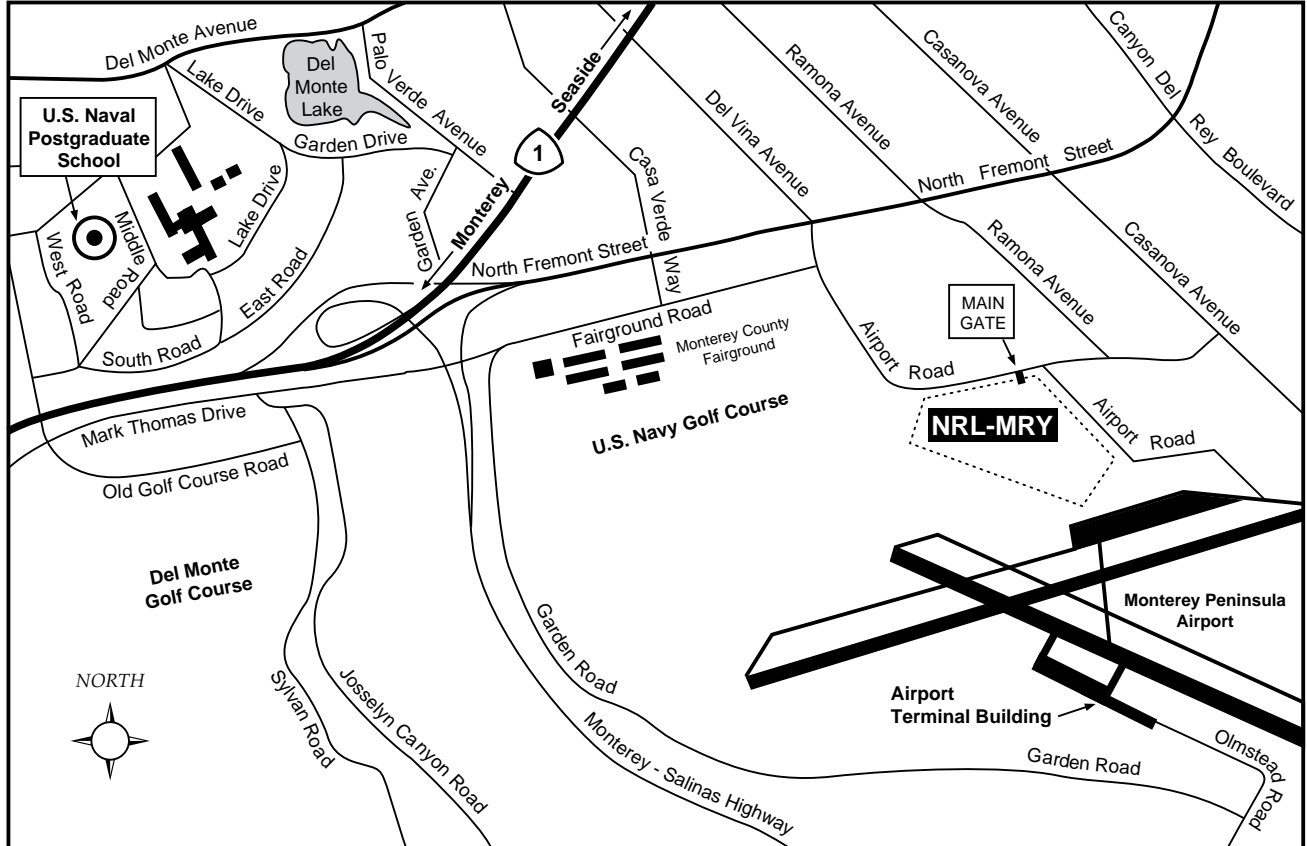 Del Monte Avenue
Lake Drive
Del
Monte
Lake
Palo Verde Avenue
Seaside
1
Monterey
U.S. Naval
Postgraduate
School
Garden Drive
Garden Ave.
Lake Drive
Middle Road
West Road
East Road
South Road
Casa Verde Way
Del Vina Avenue
Ramona Avenue
Casanova Avenue
Canyon Del Rey Boulevard
North Fremont Street
North Fremont Street
Ramona Avenue
Casanova Avenue
Fairground Road
Monterey County
Fairground
MAIN
GATE
Airport Road
NRL-MRY
Airport Road
U.S. Navy Golf Course
Mark Thomas Drive
Old Golf Course Road
Del Monte
Golf Course
NORTH
Sylvan Road
Josselyn Canyon Road
Garden Road
Monterey - Salinas Highway
Monterey Peninsula
Airport
Airport
Terminal Building
Garden Road
Olmstead Road